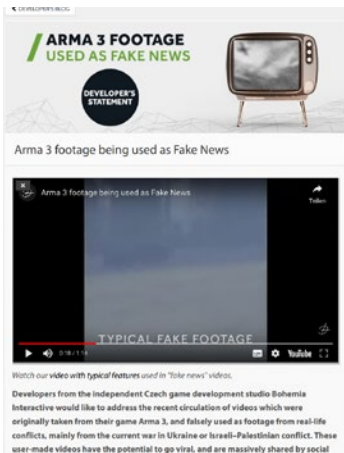 DEVELOPER'S BLOG
ARMA 3 FOOTAGE
USED AS FAKE NEWS
DEVELOPER'S
STATEMENT
Arma 3 footage being used as Fake News
Arma 3 footage being used as Fake News
Teilen
TYPICAL FAKE FOOTAGE
0:18 / 1:14
YouTube
Watch our video with typical features used in "fake news" videos.
Developers from the independent Czech game development studio Bohemia
Interactive would like to address the recent circulation of videos which were
originally taken from their game Arma 3, and falsely used as footage from real-life
conflicts, mainly from the current war in Ukraine or Israeli–Palestinian conflict. These
user-made videos have the potential to go viral, and are massively shared by social